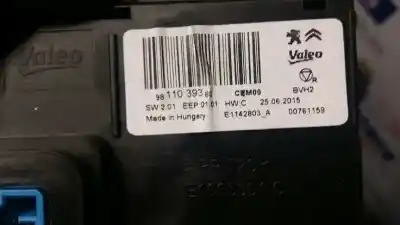 Valeo
98 110 393 80 CBM00
SW 2.01 EEP 01.01 HW:C 25.06.2015
Made in Hungary E1142803_A
Valeo
R
BVH2
00761159